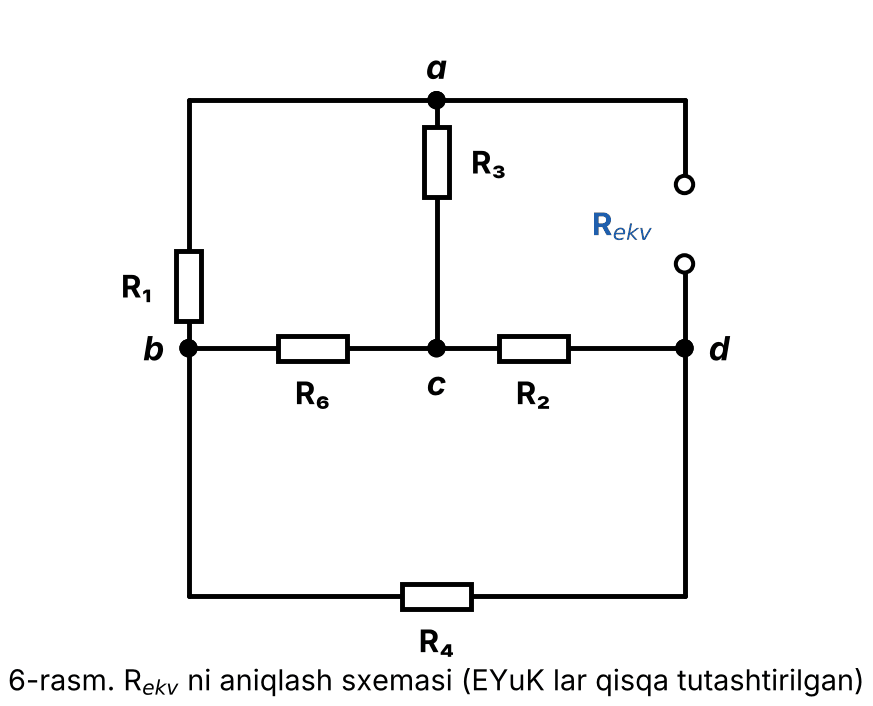 a
R₃
Rekv
R₁
b
d
c
R₆
R₂
R₄
6-rasm. Rekv ni aniqlash sxemasi (EYuK lar qisqa tutashtirilgan)